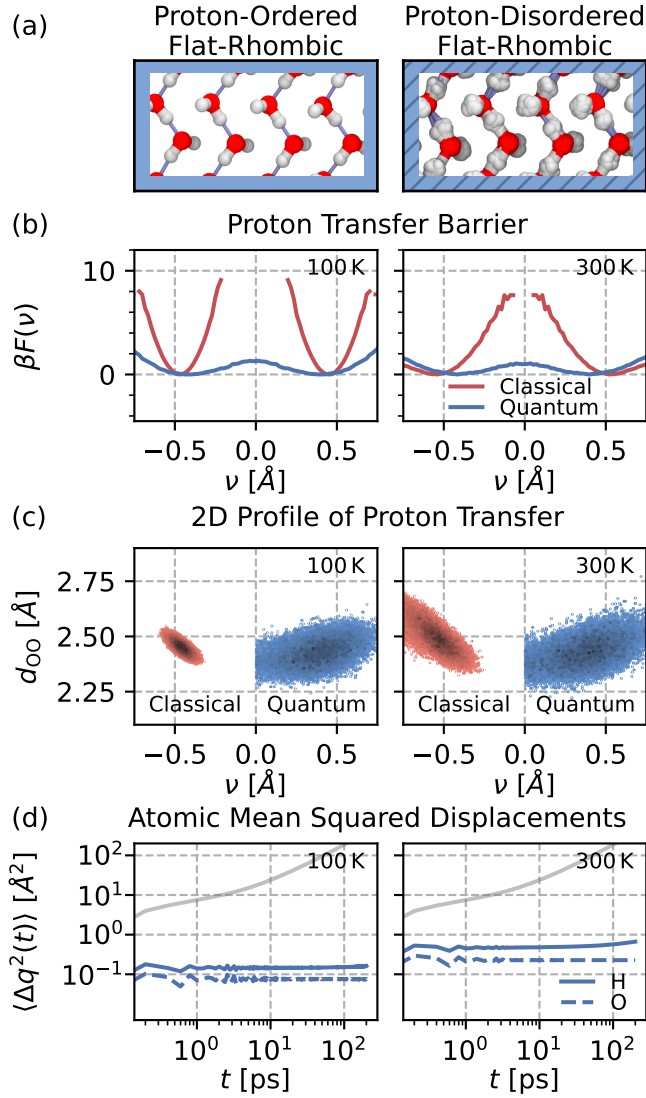 (a)
Proton-Ordered
Flat-Rhombic
Proton-Disordered
Flat-Rhombic
(b)
Proton Transfer Barrier
βF(ν)
10
0
100 K
300 K
Classical
Quantum
−0.5
0.0
0.5
−0.5
0.0
0.5
ν [Å]
ν [Å]
(c)
2D Profile of Proton Transfer
d_OO [Å]
2.75
2.50
2.25
100 K
300 K
Classical
Quantum
Classical
Quantum
−0.5
0.0
0.5
−0.5
0.0
0.5
ν [Å]
ν [Å]
(d)
Atomic Mean Squared Displacements
⟨Δq²(t)⟩ [Å²]
10²
10¹
10⁰
10⁻¹
100 K
300 K
H
O
10⁰
10¹
10²
10⁰
10¹
10²
t [ps]
t [ps]